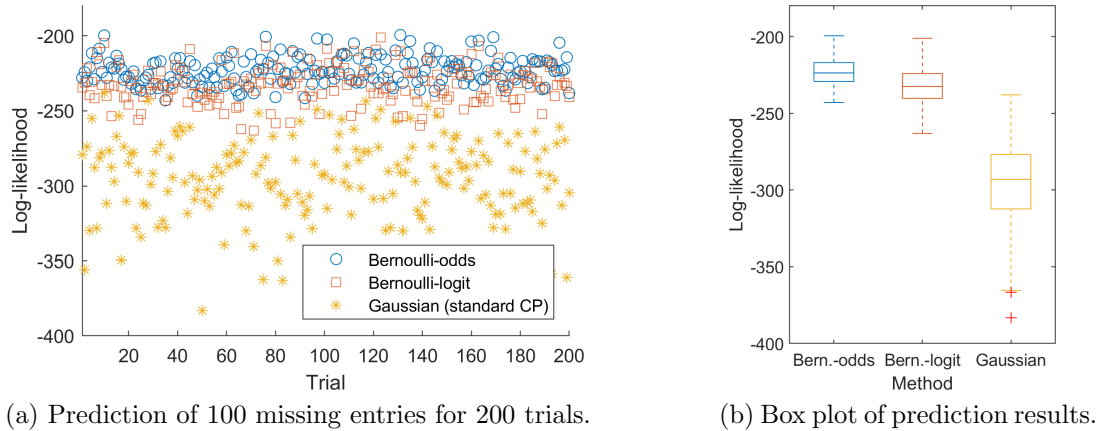 -200
-250
-300
-350
-400
Log-likelihood
20
40
60
80
100
120
140
160
180
200
Trial
Bernoulli-odds
Bernoulli-logit
Gaussian (standard CP)
(a) Prediction of 100 missing entries for 200 trials.
-200
-250
-300
-350
-400
Log-likelihood
Bern.-odds
Bern.-logit
Gaussian
Method
(b) Box plot of prediction results.